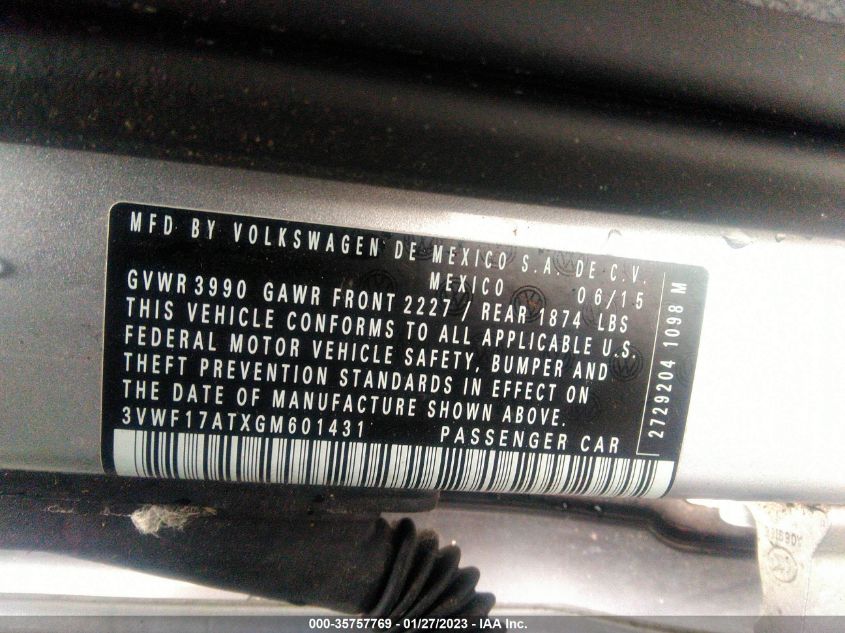 MFD BY VOLKSWAGEN DE MEXICO S.A. DE C.V.
MEXICO 06/15
GVWR 3990 GAWR FRONT 2227 / REAR 1874 LBS
THIS VEHICLE CONFORMS TO ALL APPLICABLE U.S.
FEDERAL MOTOR VEHICLE SAFETY, BUMPER AND
THEFT PREVENTION STANDARDS IN EFFECT ON
THE DATE OF MANUFACTURE SHOWN ABOVE.
3VWF17ATXGM601431 PASSENGER CAR
2729204 1098 M
000-35757769 - 01/27/2023 - IAA Inc.